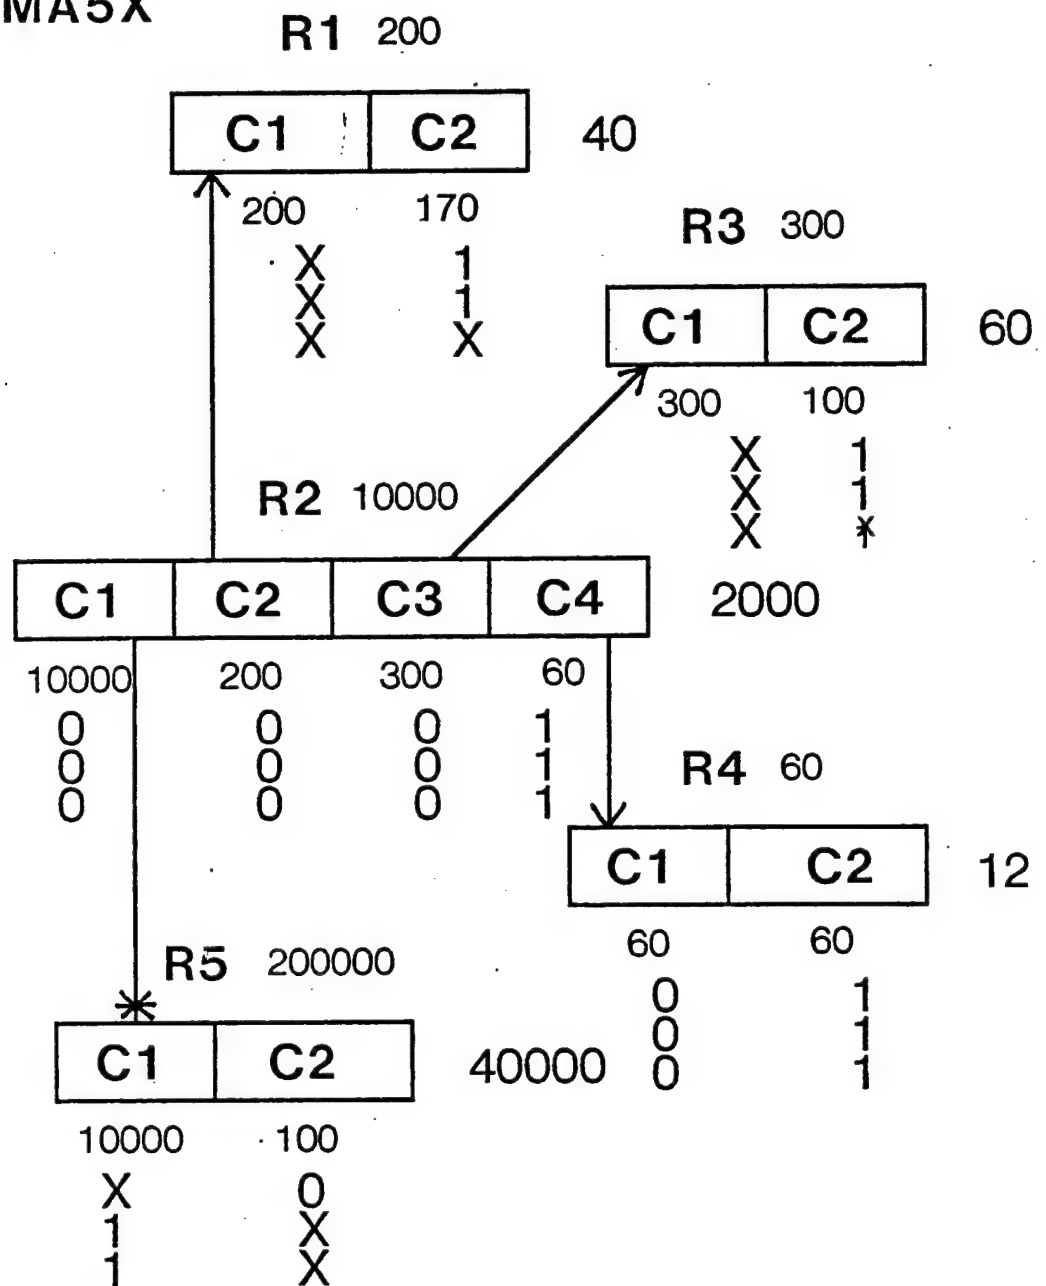 MA5X
R1 200
C1 C2 40
200 170
X 1
X 1
X X
R3 300
C1 C2 60
300 100
X 1
X 1
X
R2 10000
C1 C2 C3 C4 2000
10000 200 300 60
0 0 0 1
0 0 0 1
0 0 0 1
R4 60
C1 C2 12
60 60
0 1
0 1
0 1
R5 200000
C1 C2 40000
10000 100
X 0
1 X
1 X